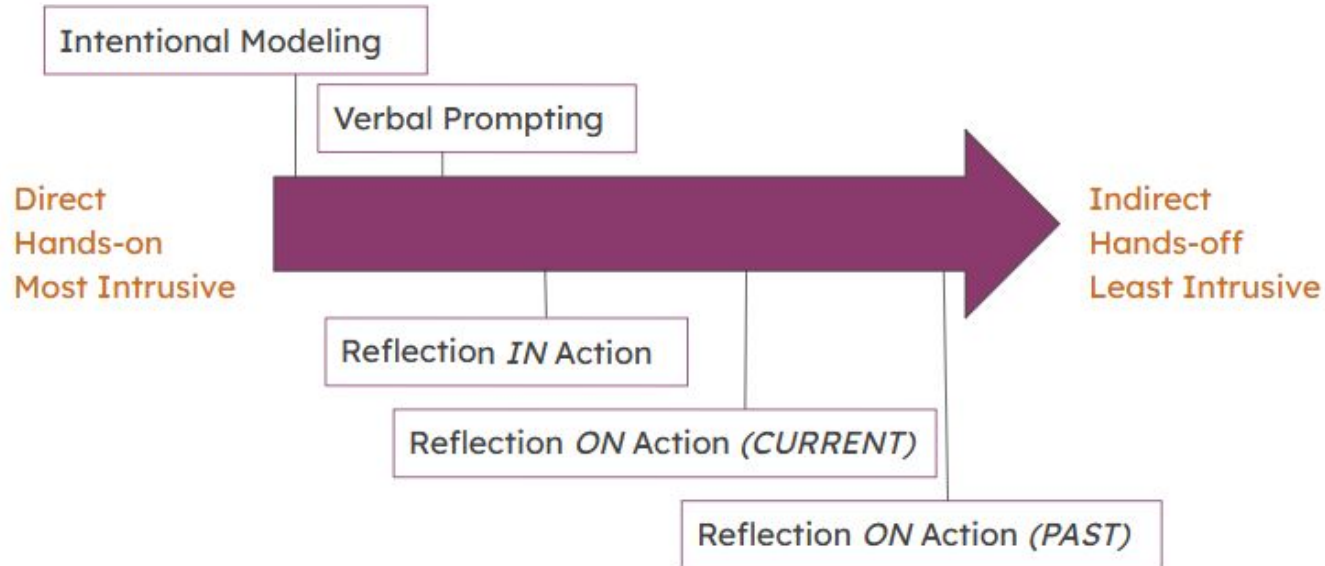 Intentional Modeling
Verbal Prompting
Direct
Hands-on
Most Intrusive
Indirect
Hands-off
Least Intrusive
Reflection IN Action
Reflection ON Action (CURRENT)
Reflection ON Action (PAST)